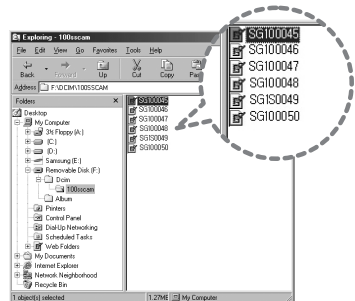 Exploring - 100sscam
File Edit View Go Favorites Tools Help
Back Forward Up Cut Copy Pas
Address F:\DCIM\100SSCAM
Folders
Desktop
My Computer
3½ Floppy (A:)
(C:)
(D:)
Samsung (E:)
Removable Disk (F:)
Dcim
100sscam
Album
Printers
Control Panel
Dial-Up Networking
Scheduled Tasks
Web Folders
My Documents
Internet Explorer
Network Neighborhood
Recycle Bin
SG100045
SG100046
SG100047
SG100048
SG1S0049
SG100050
SG100045
SG100046
SG100047
SG100048
SG1S0049
SG100050
1 object(s) selected 1.27MB My Computer